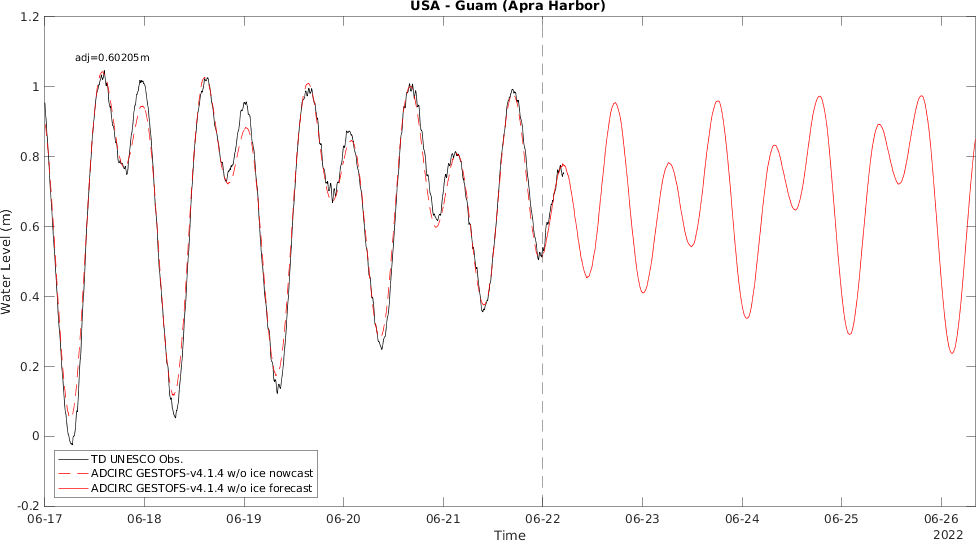 USA - Guam (Apra Harbor)
1.2
adj=0.60205m
1
0.8
0.6
0.4
0.2
0
-0.2
Water Level (m)
TD UNESCO Obs.
ADCIRC GESTOFS-v4.1.4 w/o ice nowcast
ADCIRC GESTOFS-v4.1.4 w/o ice forecast
06-17 06-18 06-19 06-20 06-21 06-22 06-23 06-24 06-25 06-26
Time 2022